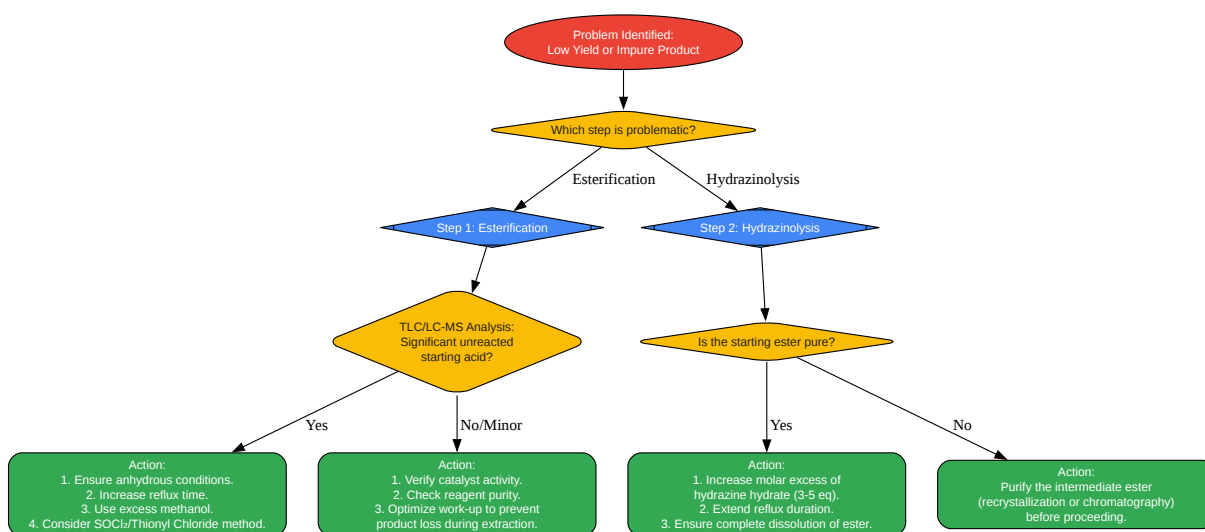 Problem Identified:
Low Yield or Impure Product
Which step is problematic?
Esterification
Hydrazinolysis
Step 1: Esterification
Step 2: Hydrazinolysis
TLC/LC-MS Analysis:
Significant unreacted
starting acid?
Is the starting ester pure?
Yes
No/Minor
Yes
No
Action:
1. Ensure anhydrous conditions.
2. Increase reflux time.
3. Use excess methanol.
4. Consider SOCl₂/Thionyl Chloride method.
Action:
1. Verify catalyst activity.
2. Check reagent purity.
3. Optimize work-up to prevent
product loss during extraction.
Action:
1. Increase molar excess of
hydrazine hydrate (3-5 eq).
2. Extend reflux duration.
3. Ensure complete dissolution of ester.
Action:
Purify the intermediate ester
(recrystallization or chromatography)
before proceeding.